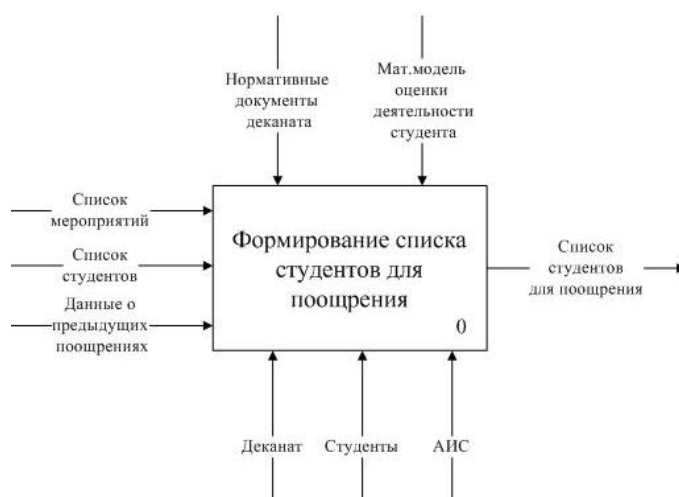 Нормативные
документы
деканата
Мат.модель
оценки
деятельности
студента
Список
мероприятий
Список
студентов
Данные о
предыдущих
поощрениях
Формирование списка
студентов для
поощрения
0
Список
студентов
для поощрения
Деканат
Студенты
АИС